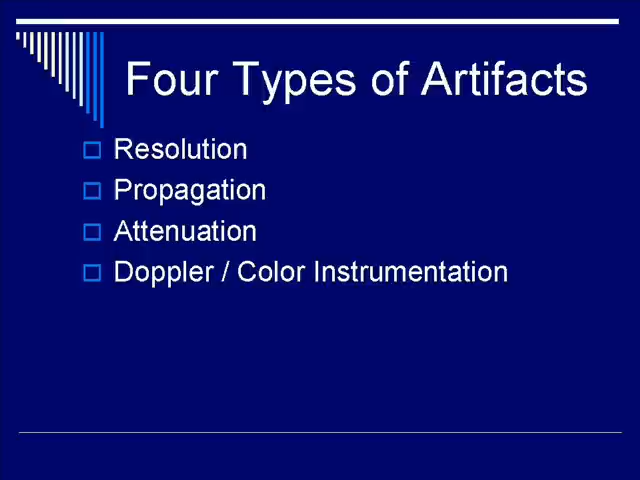 Four Types of Artifacts
Resolution
Propagation
Attenuation
Doppler / Color Instrumentation